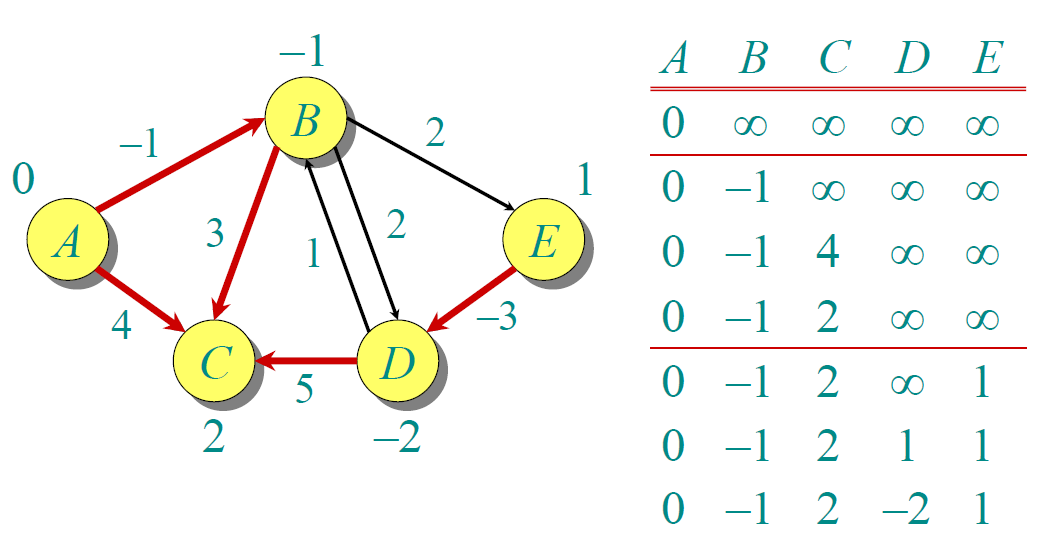 –1
B
–1
2
0
1
A
3
1
2
E
4
–3
C
5
D
2
–2
A B C D E
0 ∞ ∞ ∞ ∞
0 –1 ∞ ∞ ∞
0 –1 4 ∞ ∞
0 –1 2 ∞ ∞
0 –1 2 ∞ 1
0 –1 2 1 1
0 –1 2 –2 1